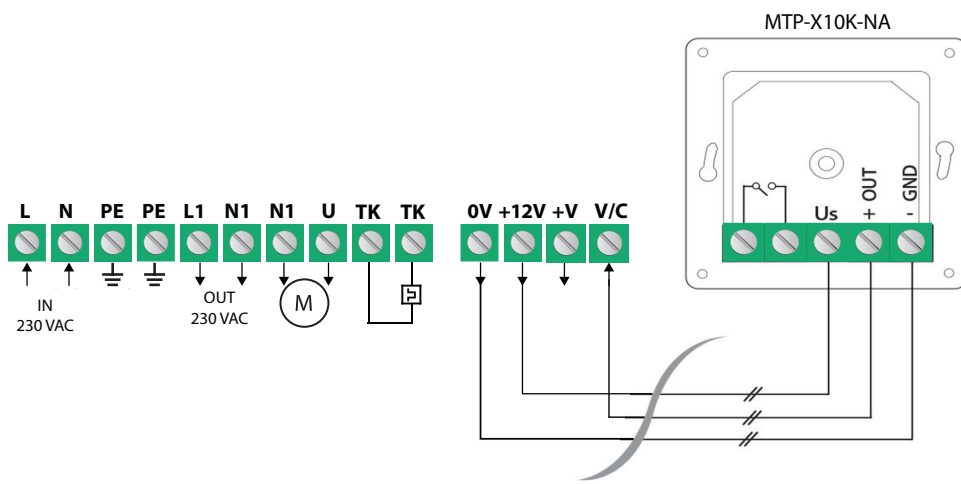 MTP-X10K-NA
L N PE PE L1 N1 N1 U TK TK
0V +12V +V V/C
Us + OUT - GND
IN
230 VAC
OUT
230 VAC
M